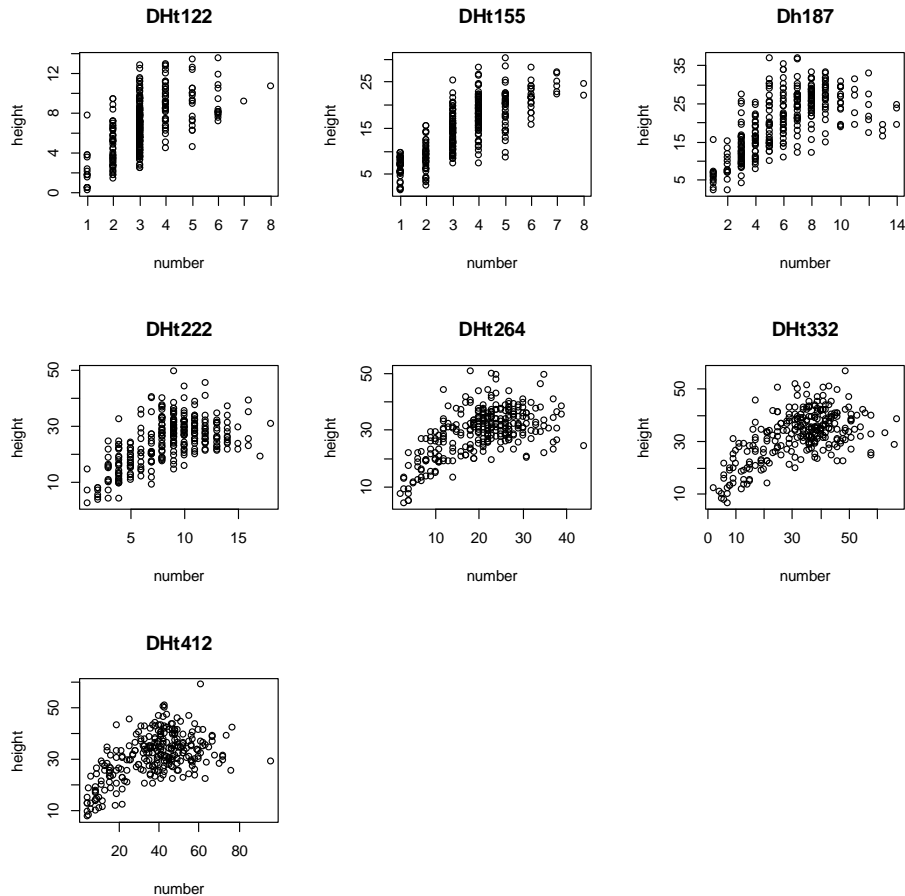 DHt122
height
0 4 8 12
1 2 3 4 5 6 7 8
number
DHt155
height
5 15 25
1 2 3 4 5 6 7 8
number
Dh187
height
5 15 25 35
2 4 6 8 10 14
number
DHt222
height
10 30 50
5 10 15
number
DHt264
height
10 30 50
10 20 30 40
number
DHt332
height
10 30 50
0 10 30 50
number
DHt412
height
10 30 50
20 40 60 80
number